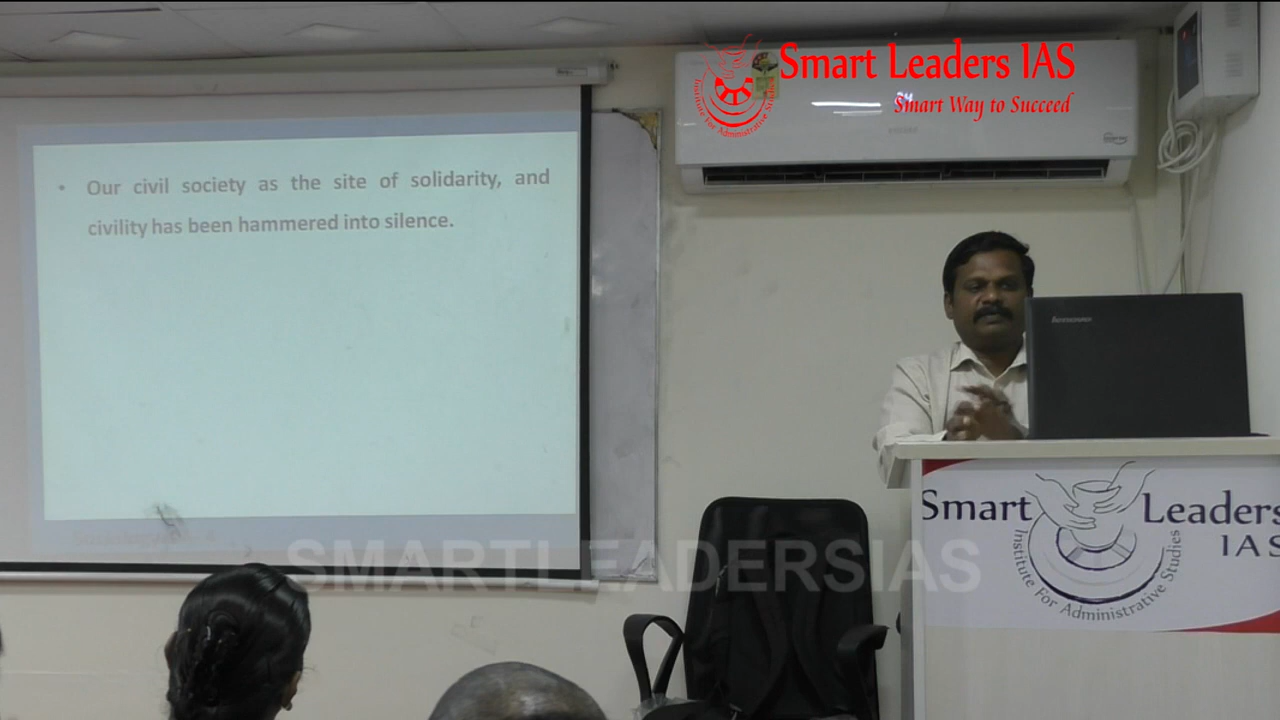 Smart Leaders IAS
Smart Way to Succeed
Institute For Administrative Studies
• Our civil society as the site of solidarity, and
civility has been hammered into silence.
lenovo
Smart Leaders
IAS
Institute For Administrative Studies
SMARTLEADERSIAS